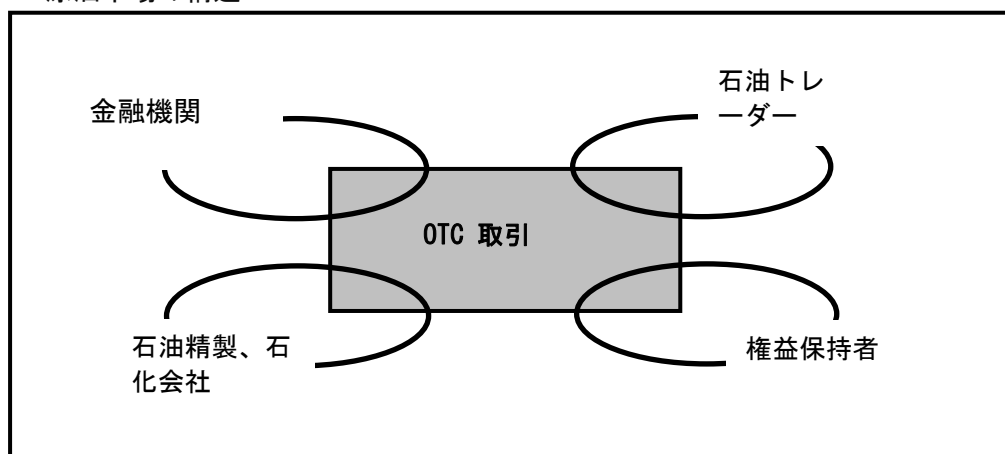 金融機関
石油トレ
ーダー
OTC 取引
石油精製、石
化会社
権益保持者